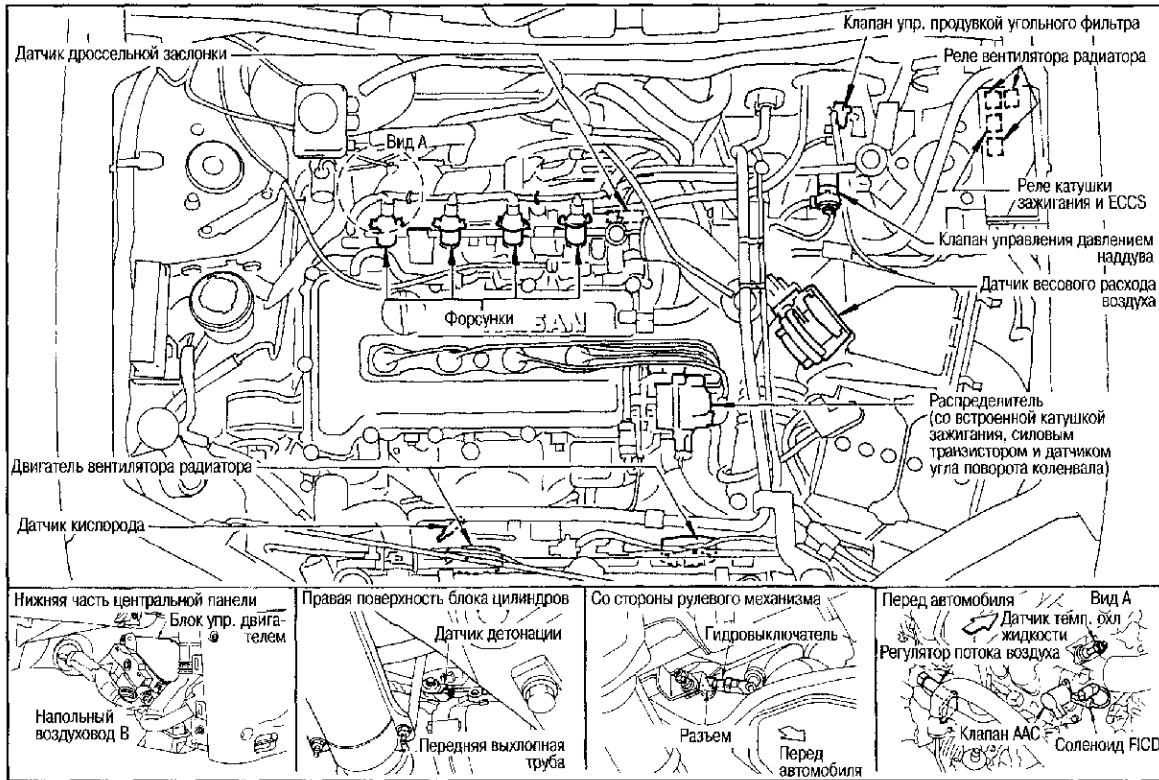 Клапан упр. продувкой угольного фильтра
Датчик дроссельной заслонки
Реле вентилятора радиатора
Вид А
Реле катушки
зажигания и ECCS
Клапан управления давлением
наддува
Датчик весового расхода
воздуха
Форсунки
Распределитель
(со встроенной катушкой
зажигания, силовым
транзистором и датчиком
угла поворота коленвала)
Двигатель вентилятора радиатора
Датчик кислорода
Нижняя часть центральной панели
Блок упр. двига-
телем
Напольный
воздуховод В
Правая поверхность блока цилиндров
Датчик детонации
Передняя выхлопная
труба
Со стороны рулевого механизма
Гидровыключатель
Разъем
Перед
автомобиля
Перед автомобиля
Вид А
Датчик темп. охл
жидкости
Регулятор потока воздуха
Клапан AAC
Соленоид FICD